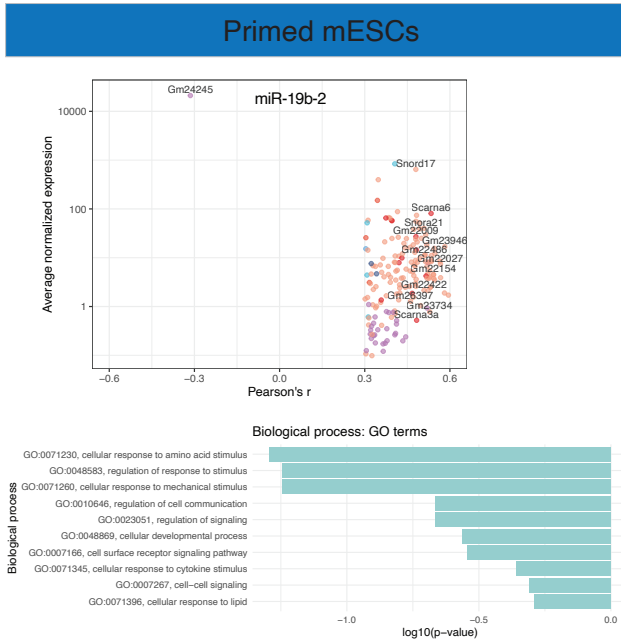 Primed mESCs
Gm24245
miR-19b-2
10000
Snord17
Scarna6
100
Snora21
Gm22009
Gm23946
Gm22486
Gm22027
Gm22154
Gm22422
Gm26397
1
Gm23734
Scarna3a
Average normalized expression
−0.6
−0.3
0.0
0.3
0.6
Pearson's r
Biological process: GO terms
GO:0071230, cellular response to amino acid stimulus
GO:0048583, regulation of response to stimulus
GO:0071260, cellular response to mechanical stimulus
GO:0010646, regulation of cell communication
GO:0023051, regulation of signaling
GO:0048869, cellular developmental process
GO:0007166, cell surface receptor signaling pathway
GO:0071345, cellular response to cytokine stimulus
GO:0007267, cell−cell signaling
GO:0071396, cellular response to lipid
Biological process
−1.0
−0.5
0.0
log10(p−value)